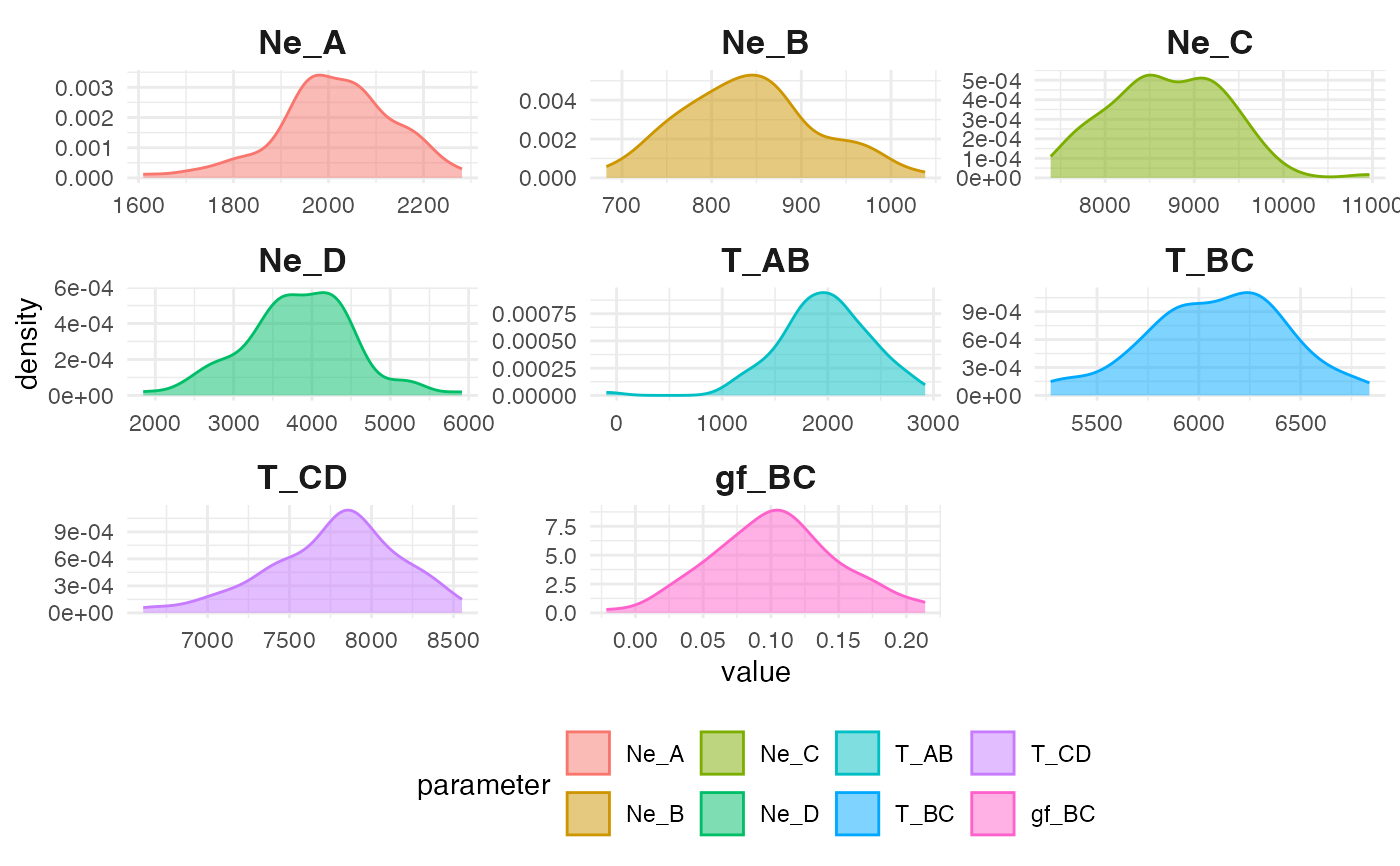 Ne_A Ne_B Ne_C
0.003
0.002
0.001
0.000
1600 1800 2000 2200
0.004
0.002
0.000
700 800 900 1000
5e-04
4e-04
3e-04
2e-04
1e-04
0e+00
8000 9000 10000 11000
Ne_D T_AB T_BC
density
6e-04
4e-04
2e-04
0e+00
2000 3000 4000 5000 6000
0.00075
0.00050
0.00025
0.00000
0 1000 2000 3000
9e-04
6e-04
3e-04
0e+00
5500 6000 6500
T_CD gf_BC
9e-04
6e-04
3e-04
0e+00
7000 7500 8000 8500
7.5
5.0
2.5
0.0
0.00 0.05 0.10 0.15 0.20
value
parameter
Ne_A Ne_C T_AB T_CD
Ne_B Ne_D T_BC gf_BC